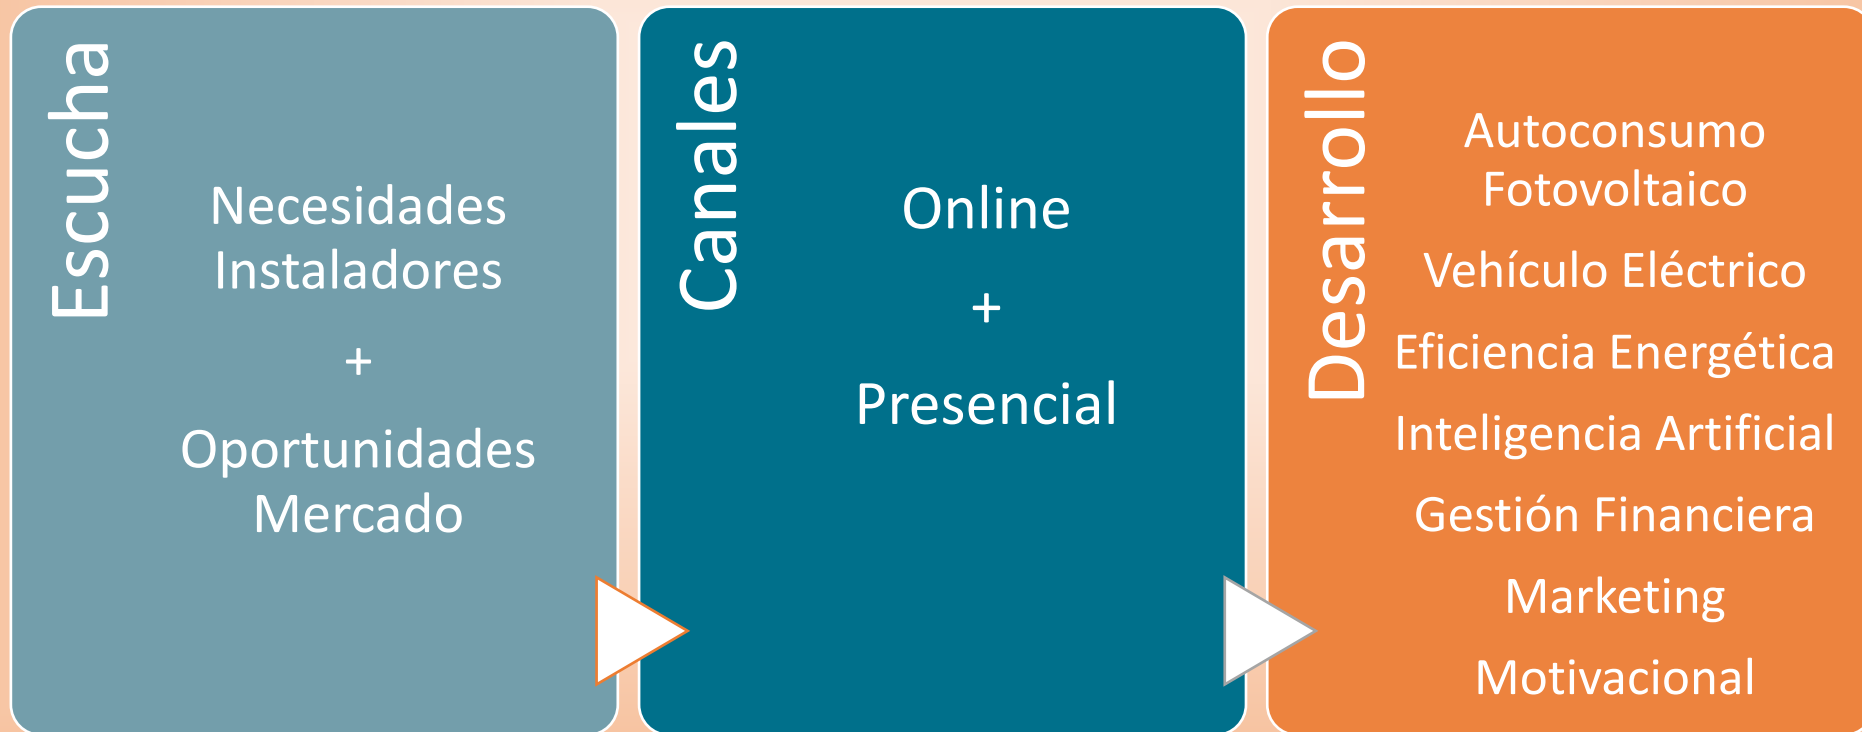 Escucha
Necesidades
Instaladores
+
Oportunidades
Mercado
Canales
Online
+
Presencial
Desarrollo
Autoconsumo
Fotovoltaico
Vehículo Eléctrico
Eficiencia Energética
Inteligencia Artificial
Gestión Financiera
Marketing
Motivacional